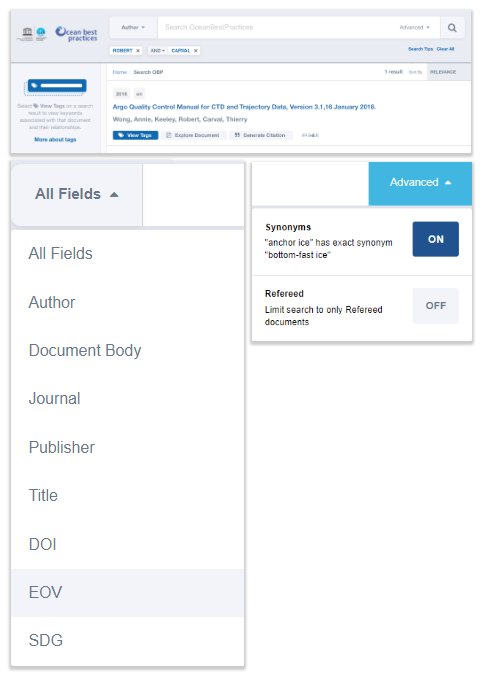 Ocean best
practices
Author
Search OceanBestPractices
Advanced
ROBERT ×
AND
CARVAL ×
Search Tips Clear All
Select View Tags on a search
result to view keywords
associated with that document
and their relationships.
More about tags
Home Search OBP
1 result Sort By RELEVANCE
2018 en
Argo Quality Control Manual for CTD and Trajectory Data, Version 3.1,16 January 2018.
Wong, Annie, Keeley, Robert, Carval, Thierry
View Tags Explore Document Generate Citation IFREMER
All Fields
All Fields
Author
Document Body
Journal
Publisher
Title
DOI
EOV
SDG
Advanced
Synonyms
"anchor ice" has exact synonym
"bottom-fast ice"
ON
Refereed
Limit search to only Refereed
documents
OFF